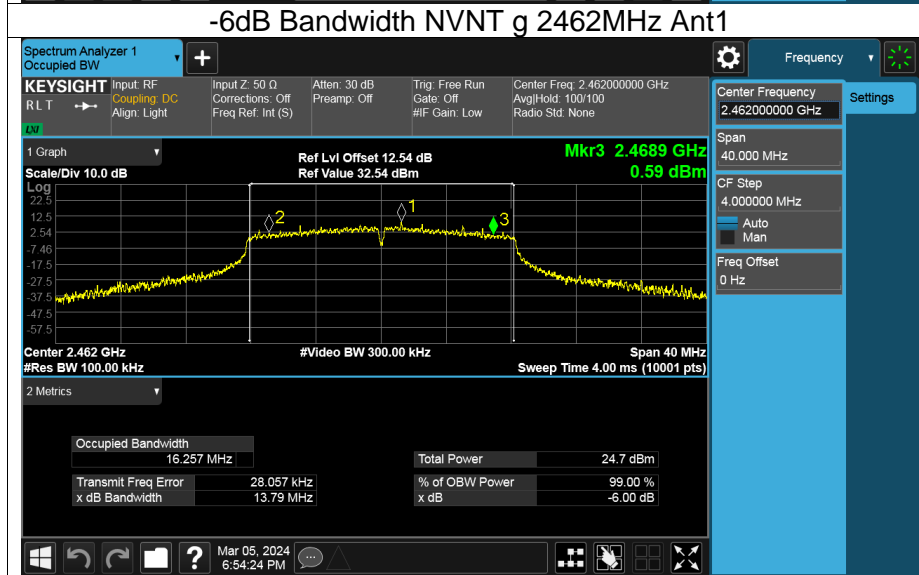 -6dB Bandwidth NVNT g 2462MHz Ant1
Spectrum Analyzer 1
Occupied BW
+
Frequency
KEYSIGHT
RLT
LXI
Input: RF
Coupling: DC
Align: Light
Input Z: 50 Ω
Corrections: Off
Freq Ref: Int (S)
Atten: 30 dB
Preamp: Off
Trig: Free Run
Gate: Off
#IF Gain: Low
Center Freq: 2.462000000 GHz
Avg|Hold: 100/100
Radio Std: None
Center Frequency
2.462000000 GHz
Settings
Span
40.000 MHz
CF Step
4.000000 MHz
Auto
Man
Freq Offset
0 Hz
1 Graph
Scale/Div 10.0 dB
Ref Lvl Offset 12.54 dB
Ref Value 32.54 dBm
Mkr3 2.4689 GHz
0.59 dBm
Log
22.5
12.5
2.54
-7.46
-17.5
-27.5
-37.5
-47.5
-57.5
2
1
3
Center 2.462 GHz
#Video BW 300.00 kHz
Span 40 MHz
#Res BW 100.00 kHz
Sweep Time 4.00 ms (10001 pts)
2 Metrics
Occupied Bandwidth
16.257 MHz
Total Power 24.7 dBm
Transmit Freq Error 28.057 kHz
% of OBW Power 99.00 %
x dB Bandwidth 13.79 MHz
x dB -6.00 dB
?
Mar 05, 2024
6:54:24 PM